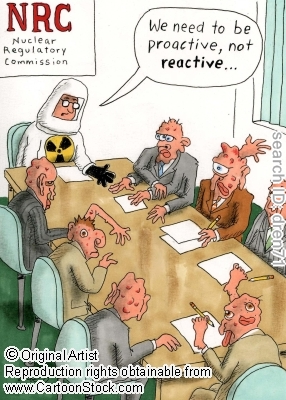 NRC
Nuclear
Regulatory
Commission
We need to be
proactive, not
reactive...
© Original Artist
Reproduction rights obtainable from
www.CartoonStock.com